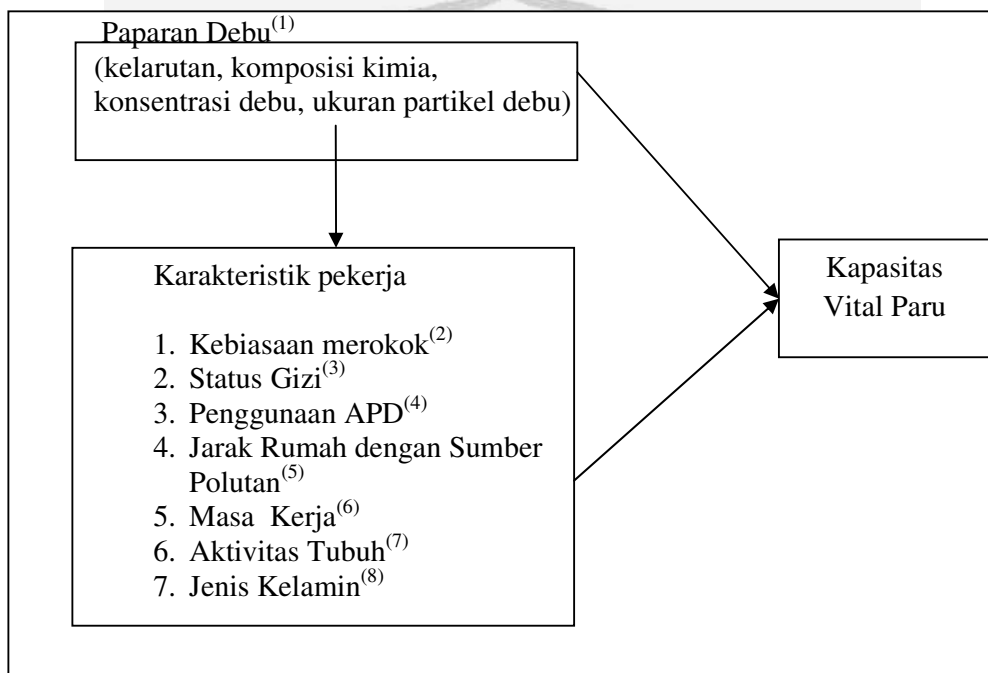 Paparan Debu(1)
(kelarutan, komposisi kimia,
konsentrasi debu, ukuran partikel debu)
Karakteristik pekerja
1. Kebiasaan merokok(2)
2. Status Gizi(3)
3. Penggunaan APD(4)
4. Jarak Rumah dengan Sumber
Polutan(5)
5. Masa Kerja(6)
6. Aktivitas Tubuh(7)
7. Jenis Kelamin(8)
Kapasitas
Vital Paru